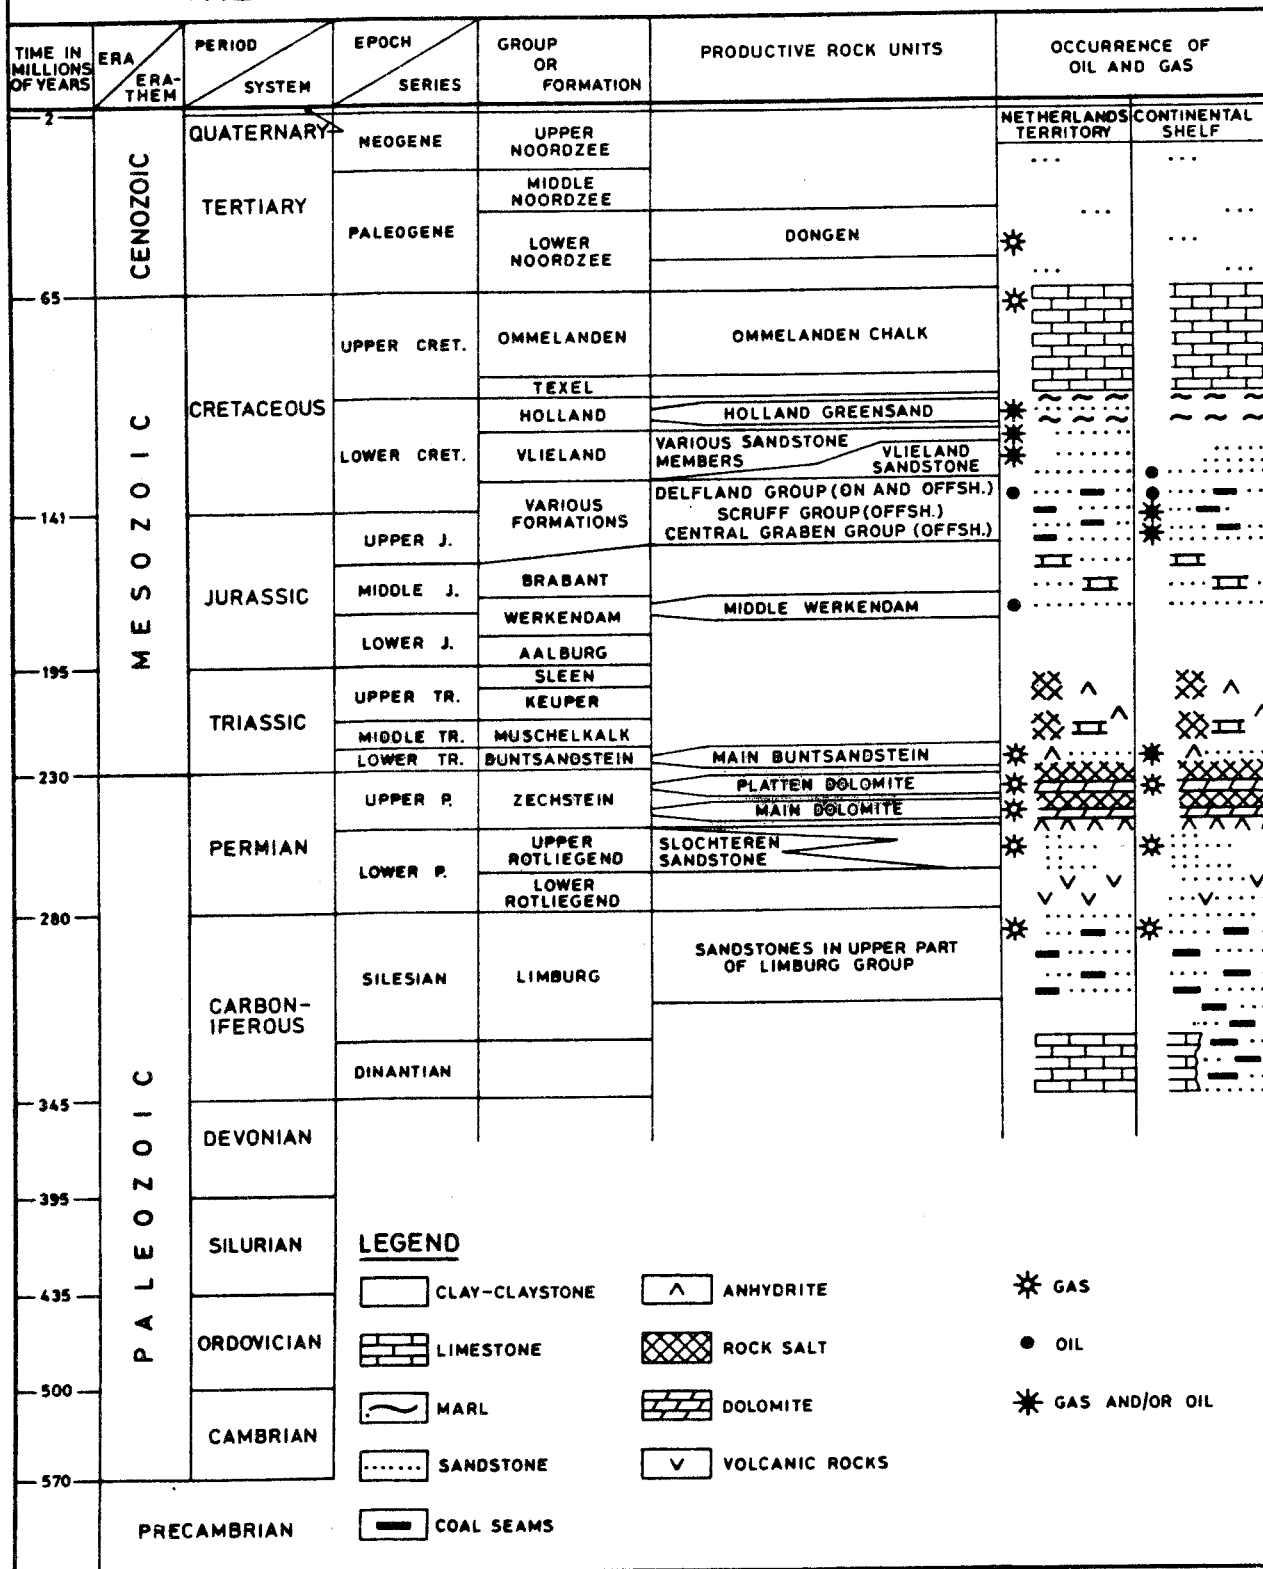 TIME IN
MILLIONS
OF YEARS
ERA
ERA-
THEM
PERIOD
SYSTEM
EPOCH
SERIES
GROUP
OR
FORMATION
PRODUCTIVE ROCK UNITS
OCCURRENCE OF
OIL AND GAS
NETHERLANDS
TERRITORY
CONTINENTAL
SHELF
2
65
141
195
230
280
345
395
435
500
570
CENOZOIC
MESOZOIC
PALEOZOIC
PRECAMBRIAN
QUATERNARY
TERTIARY
CRETACEOUS
JURASSIC
TRIASSIC
PERMIAN
CARBON-
IFEROUS
DEVONIAN
SILURIAN
ORDOVICIAN
CAMBRIAN
NEOGENE
PALEOGENE
UPPER CRET.
LOWER CRET.
UPPER J.
MIDDLE J.
LOWER J.
UPPER TR.
MIDDLE TR.
LOWER TR.
UPPER P.
LOWER P.
SILESIAN
DINANTIAN
UPPER
NOORDZEE
MIDDLE
NOORDZEE
LOWER
NOORDZEE
OMMELANDEN
TEXEL
HOLLAND
VLIELAND
VARIOUS
FORMATIONS
BRABANT
WERKENDAM
AALBURG
SLEEN
KEUPER
MUSCHELKALK
BUNTSANDSTEIN
ZECHSTEIN
UPPER
ROTLIEGEND
LOWER
ROTLIEGEND
LIMBURG
DONGEN
OMMELANDEN CHALK
HOLLAND GREENSAND
VARIOUS SANDSTONE
MEMBERS
VLIELAND
SANDSTONE
DELFLAND GROUP (ON AND OFFSH.)
SCRUFF GROUP (OFFSH.)
CENTRAL GRABEN GROUP (OFFSH.)
MIDDLE WERKENDAM
MAIN BUNTSANDSTEIN
PLATTEN DOLOMITE
MAIN DOLOMITE
SLOCHTEREN
SANDSTONE
SANDSTONES IN UPPER PART
OF LIMBURG GROUP
LEGEND
CLAY-CLAYSTONE
LIMESTONE
MARL
SANDSTONE
COAL SEAMS
ANHYDRITE
ROCK SALT
DOLOMITE
VOLCANIC ROCKS
GAS
OIL
GAS AND/OR OIL